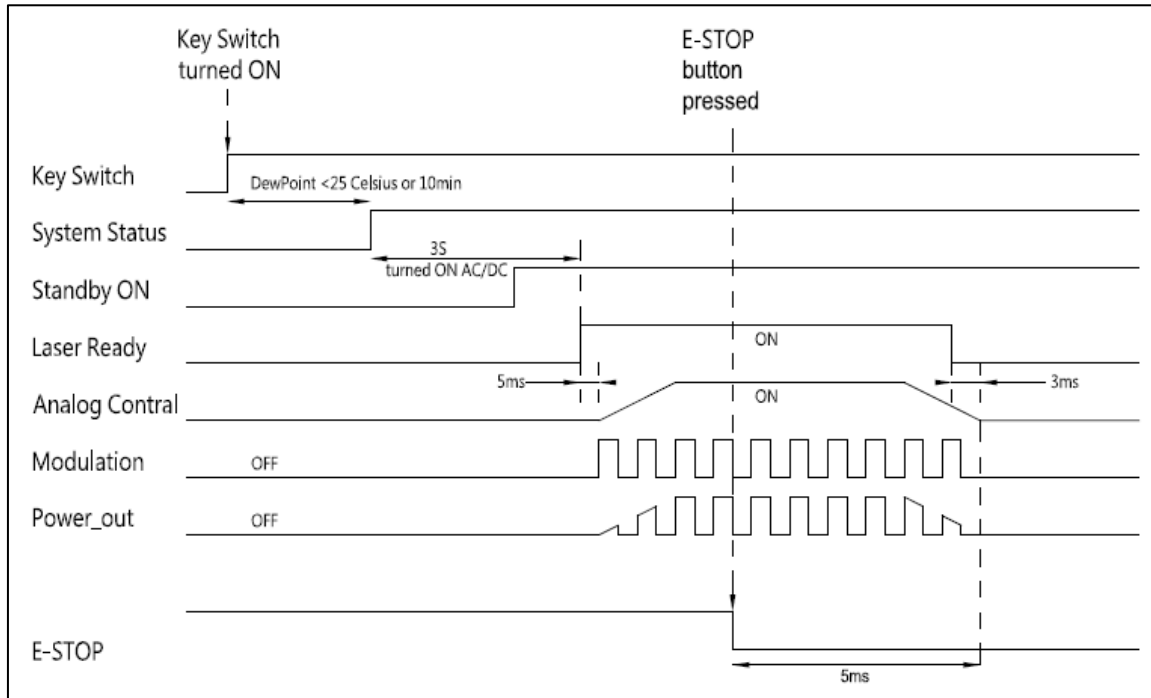 Key Switch
turned ON
E-STOP
button
pressed
Key Switch
DewPoint <25 Celsius or 10min
System Status
3S
turned ON AC/DC
Standby ON
Laser Ready
ON
5ms
3ms
Analog Contral
ON
Modulation
OFF
Power_out
OFF
E-STOP
5ms